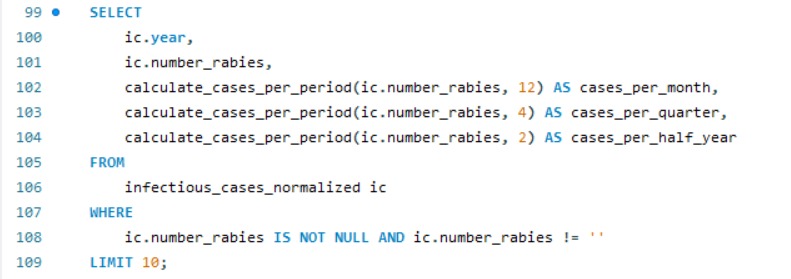 99 SELECT
100 ic.year,
101 ic.number_rabies,
102 calculate_cases_per_period(ic.number_rabies, 12) AS cases_per_month,
103 calculate_cases_per_period(ic.number_rabies, 4) AS cases_per_quarter,
104 calculate_cases_per_period(ic.number_rabies, 2) AS cases_per_half_year
105 FROM
106 infectious_cases_normalized ic
107 WHERE
108 ic.number_rabies IS NOT NULL AND ic.number_rabies != ''
109 LIMIT 10;